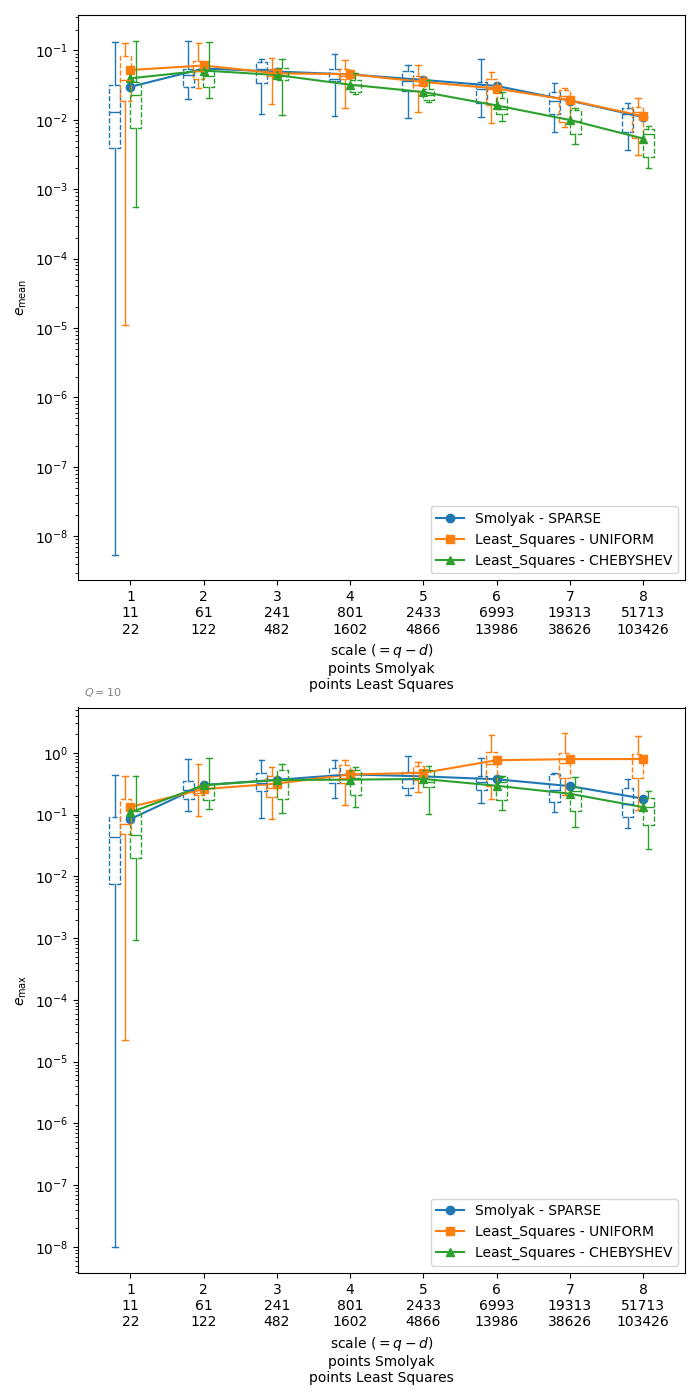 10⁻¹
10⁻²
10⁻³
10⁻⁴
10⁻⁵
10⁻⁶
10⁻⁷
10⁻⁸
e_mean
Smolyak - SPARSE
Least_Squares - UNIFORM
Least_Squares - CHEBYSHEV
1 2 3 4 5 6 7 8
11 61 241 801 2433 6993 19313 51713
22 122 482 1602 4866 13986 38626 103426
scale (= q − d)
points Smolyak
points Least Squares
Q = 10
10⁰
10⁻¹
10⁻²
10⁻³
10⁻⁴
10⁻⁵
10⁻⁶
10⁻⁷
10⁻⁸
e_max
Smolyak - SPARSE
Least_Squares - UNIFORM
Least_Squares - CHEBYSHEV
1 2 3 4 5 6 7 8
11 61 241 801 2433 6993 19313 51713
22 122 482 1602 4866 13986 38626 103426
scale (= q − d)
points Smolyak
points Least Squares